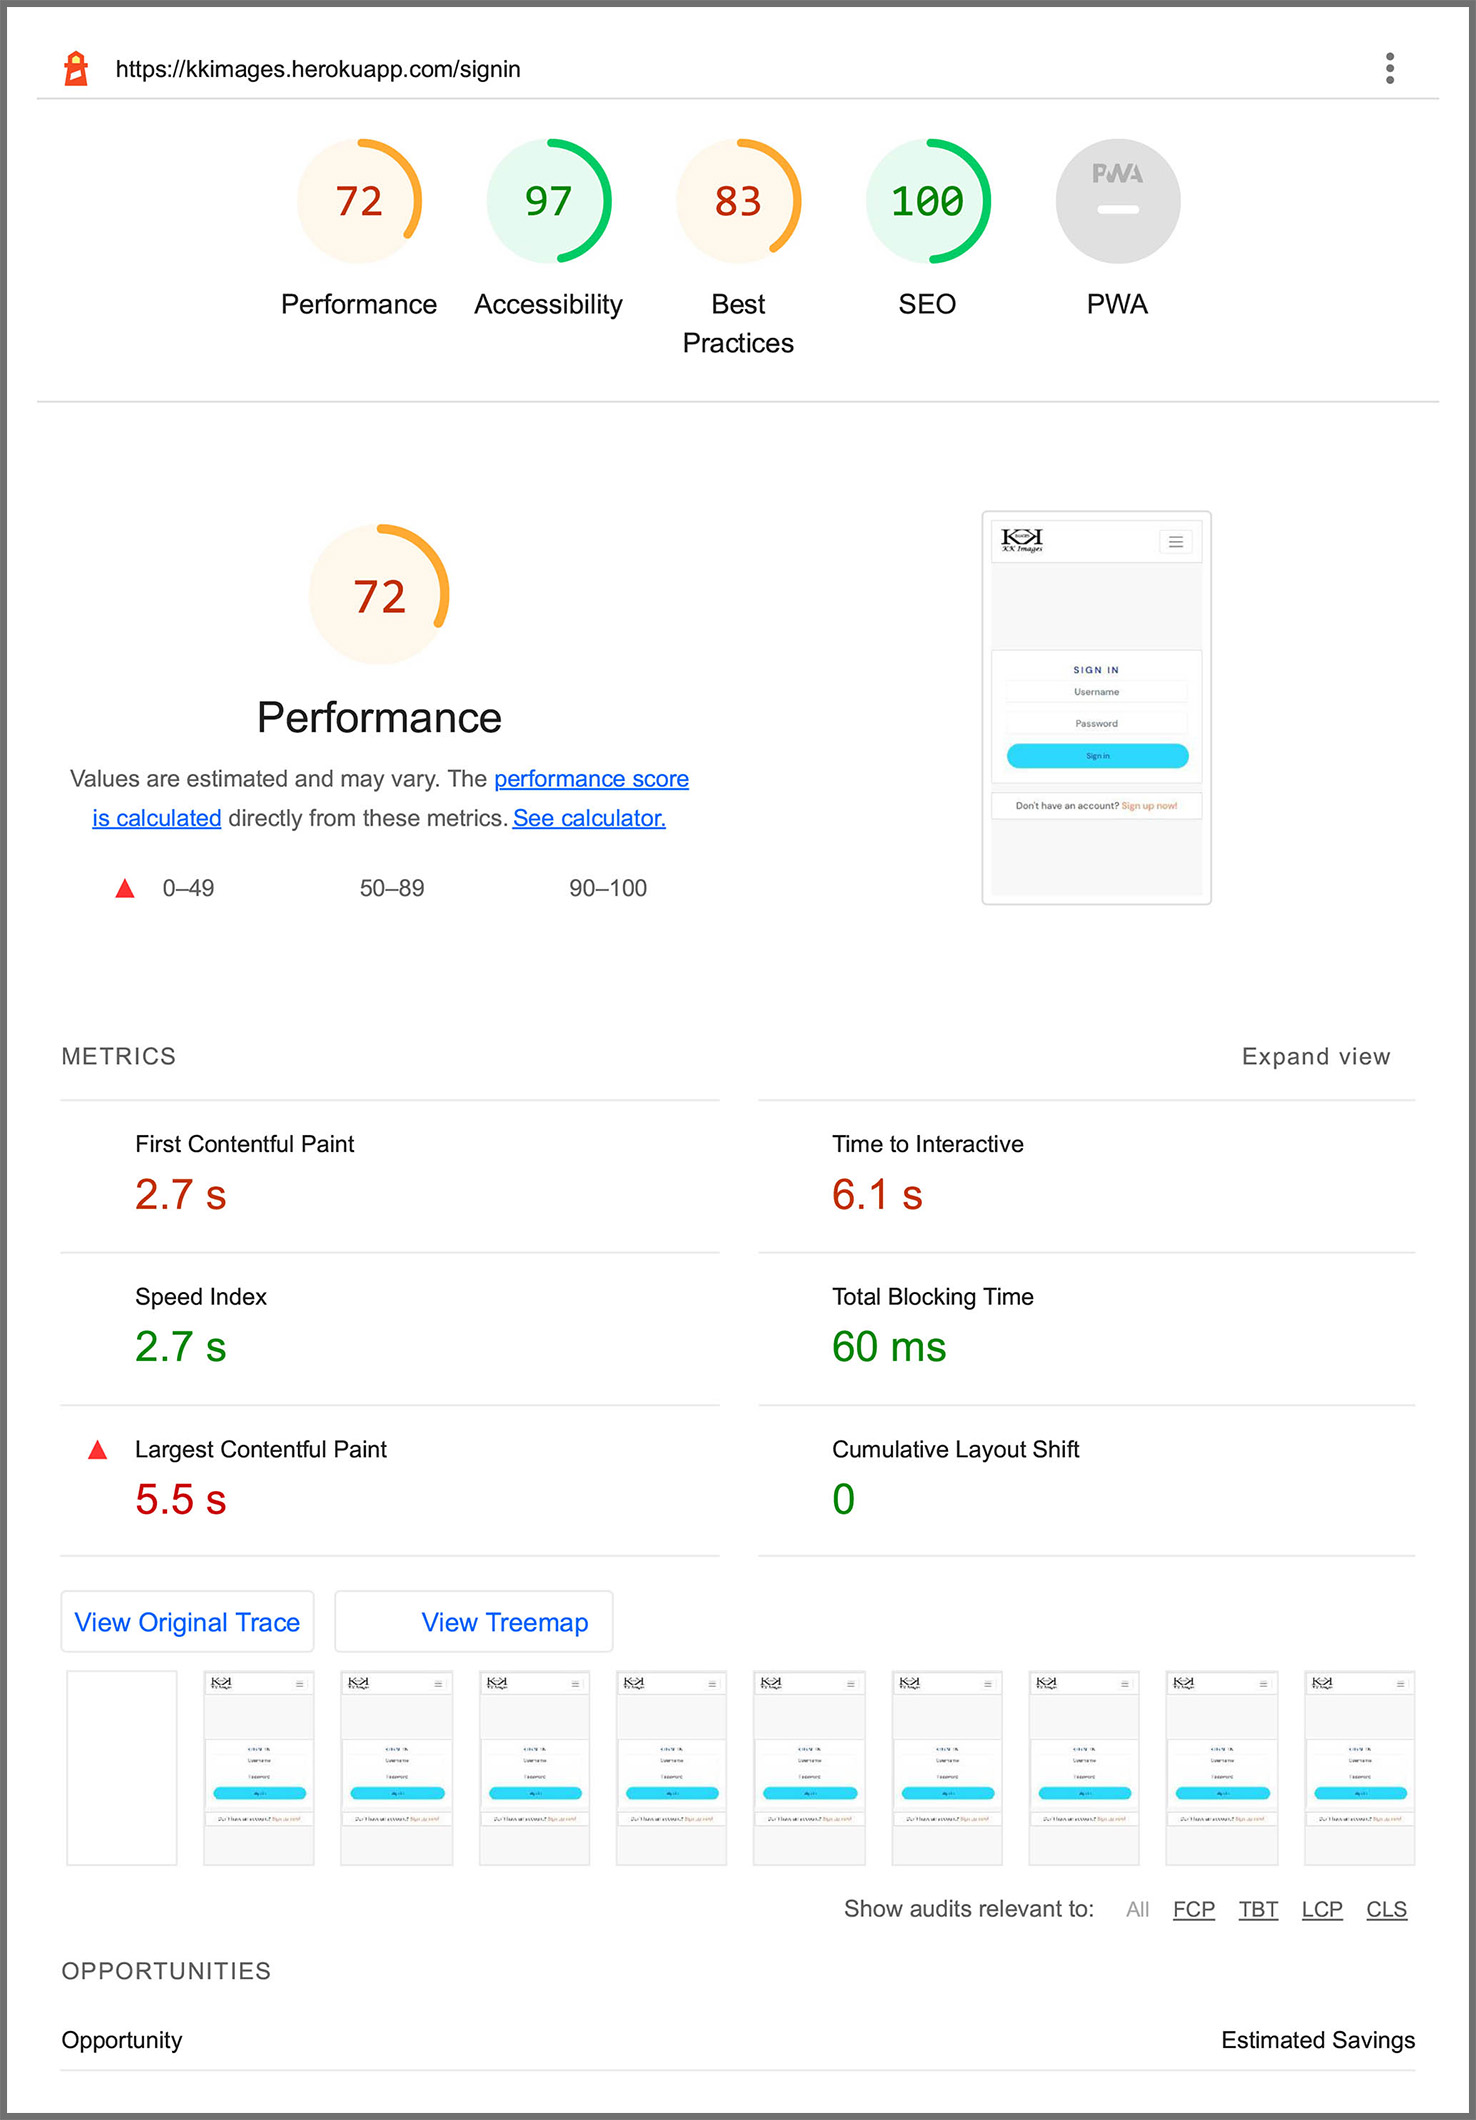 https://kkimages.herokuapp.com/signin
72
97
83
100
PWA
Performance
Accessibility
Best
Practices
SEO
PWA
72
Performance
Values are estimated and may vary. The performance score
is calculated directly from these metrics. See calculator.
0–49
50–89
90–100
KK Images
SIGN IN
Username
Password
Sign in
Don't have an account? Sign up now!
METRICS
Expand view
First Contentful Paint
2.7 s
Time to Interactive
6.1 s
Speed Index
2.7 s
Total Blocking Time
60 ms
Largest Contentful Paint
5.5 s
Cumulative Layout Shift
0
View Original Trace
View Treemap
Show audits relevant to: All FCP TBT LCP CLS
OPPORTUNITIES
Opportunity
Estimated Savings